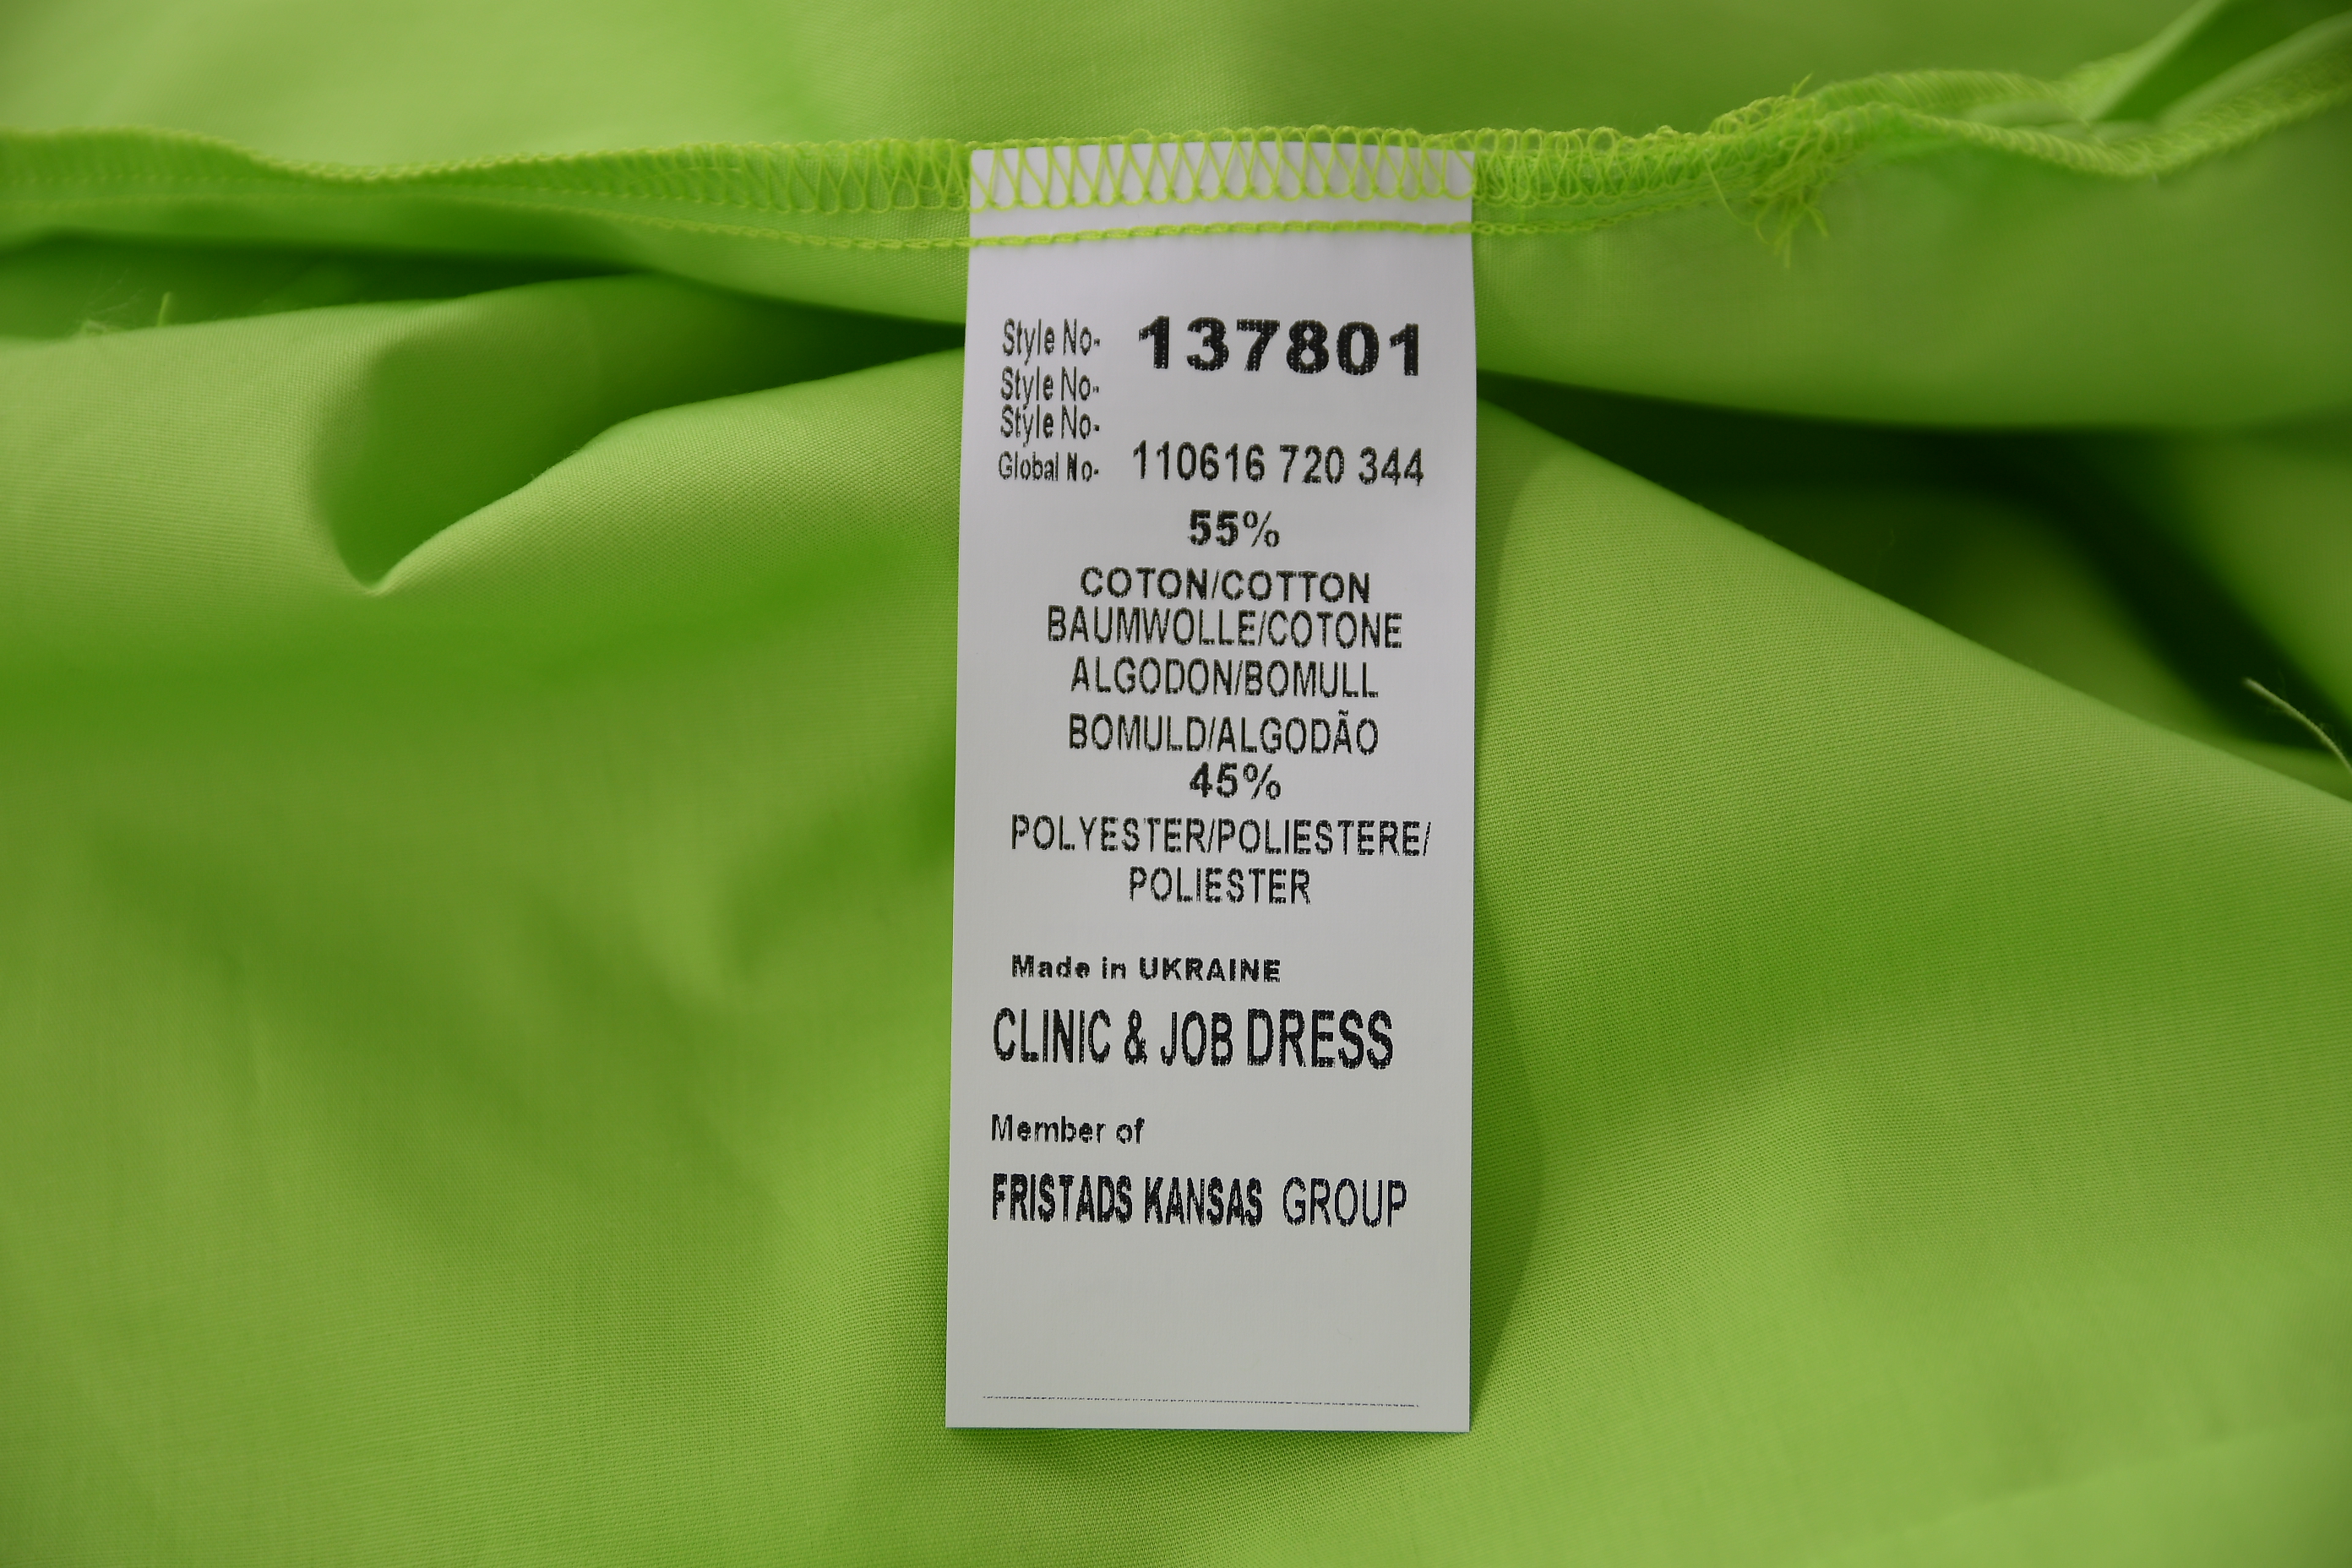 Style No- 137801
Style No-
Style No-
Global No- 110616 720 344
55%
COTON/COTTON
BAUMWOLLE/COTONE
ALGODON/BOMULL
BOMULD/ALGODÃO
45%
POLYESTER/POLIESTERE/
POLIESTER
Made in UKRAINE
CLINIC & JOB DRESS
Member of
FRISTADS KANSAS GROUP